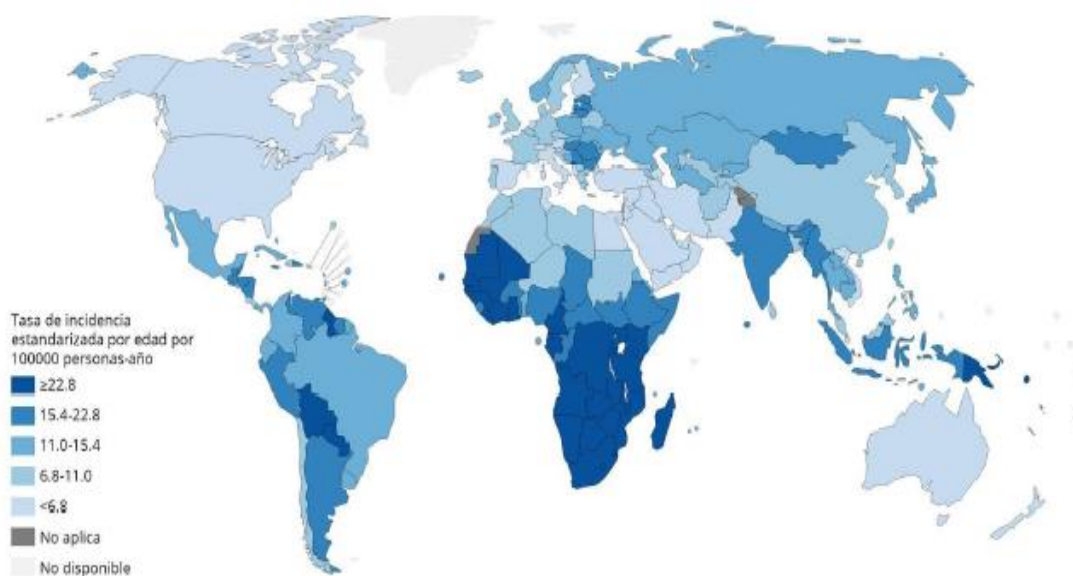 Tasa de incidencia
estandarizada por edad por
100000 personas-año
≥22.8
15.4-22.8
11.0-15.4
6.8-11.0
<6.8
No aplica
No disponible